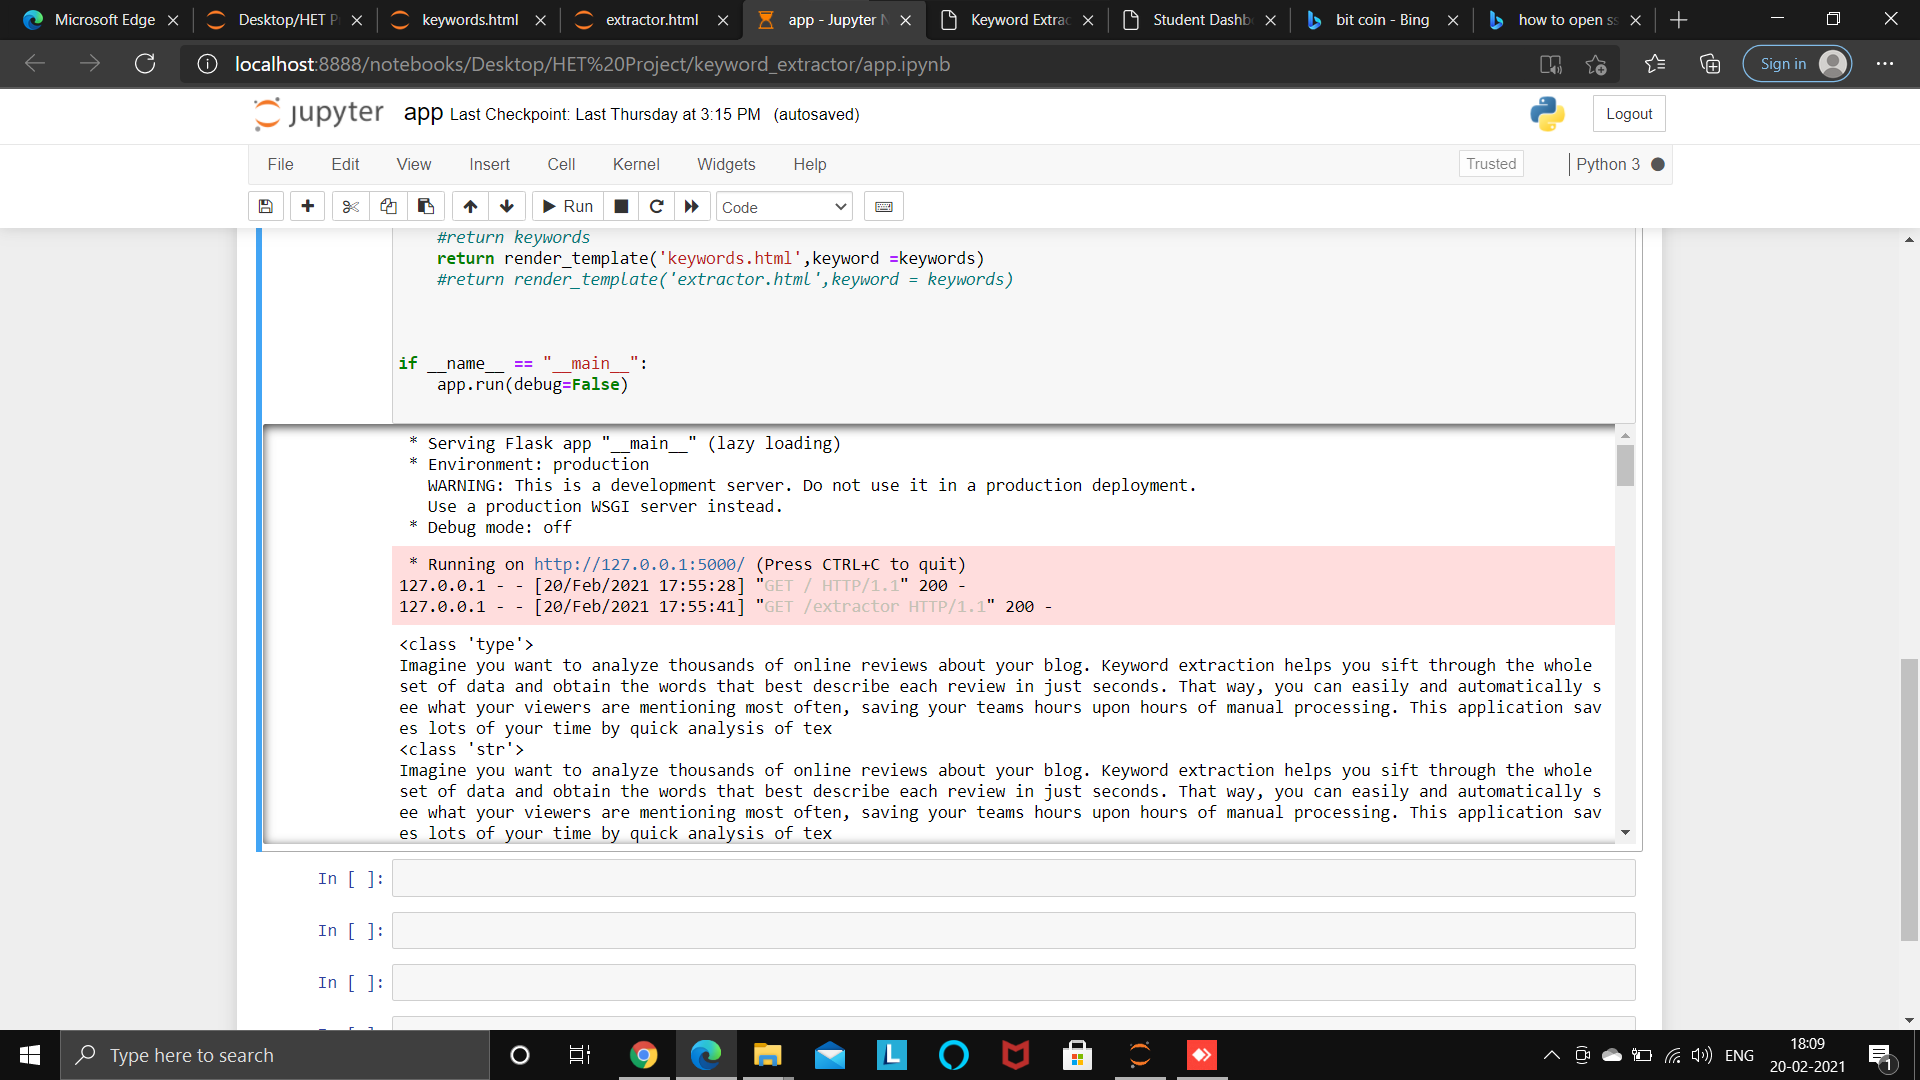 Microsoft Edge
Desktop/HET P
keywords.html
extractor.html
app - Jupyter N
Keyword Extrac
Student Dashb
bit coin - Bing
how to open ss
localhost:8888/notebooks/Desktop/HET%20Project/keyword_extractor/app.ipynb
Sign in
jupyter app Last Checkpoint: Last Thursday at 3:15 PM (autosaved)
Logout
File Edit View Insert Cell Kernel Widgets Help
Trusted
Python 3
Run
Code
#return keywords
return render_template('keywords.html',keyword =keywords)
#return render_template('extractor.html',keyword = keywords)
if __name__ == "__main__":
app.run(debug=False)
* Serving Flask app "__main__" (lazy loading)
* Environment: production
WARNING: This is a development server. Do not use it in a production deployment.
Use a production WSGI server instead.
* Debug mode: off
* Running on http://127.0.0.1:5000/ (Press CTRL+C to quit)
127.0.0.1 - - [20/Feb/2021 17:55:28] "GET / HTTP/1.1" 200 -
127.0.0.1 - - [20/Feb/2021 17:55:41] "GET /extractor HTTP/1.1" 200 -
<class 'type'>
Imagine you want to analyze thousands of online reviews about your blog. Keyword extraction helps you sift through the whole
set of data and obtain the words that best describe each review in just seconds. That way, you can easily and automatically s
ee what your viewers are mentioning most often, saving your teams hours upon hours of manual processing. This application sav
es lots of your time by quick analysis of tex
<class 'str'>
Imagine you want to analyze thousands of online reviews about your blog. Keyword extraction helps you sift through the whole
set of data and obtain the words that best describe each review in just seconds. That way, you can easily and automatically s
ee what your viewers are mentioning most often, saving your teams hours upon hours of manual processing. This application sav
es lots of your time by quick analysis of tex
In [ ]:
In [ ]:
In [ ]:
Type here to search
L
ENG
18:09
20-02-2021
1